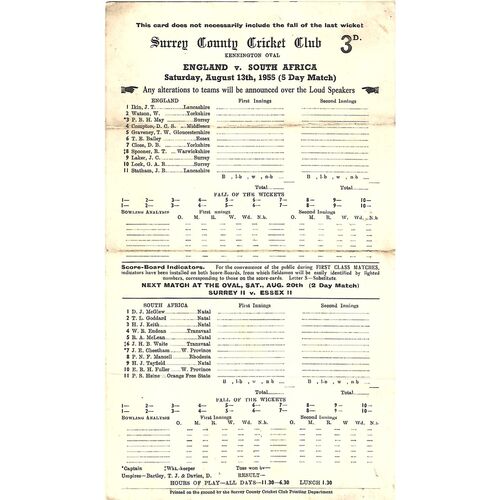 This card does not necessarily include the fall of the last wicket
Surrey County Cricket Club 3D.
KENNINGTON OVAL
ENGLAND v. SOUTH AFRICA
Saturday, August 13th, 1955 (5 Day Match)
Any alterations to teams will be announced over the Loud Speakers
ENGLAND First Innings Second Innings
1 Ikin, J. T. Lancashire
2 Watson, W. Yorkshire
*3 P. B. H. May Surrey
4 Compton, D. C. S. Middlesex
5 Graveney, T. W. Gloucestershire
6 T. E. Bailey Essex
7 Close, D. B. Yorkshire
‡8 Spooner, R. T. Warwickshire
9 Laker, J. C. Surrey
10 Lock, G. A. R. Surrey
11 Statham, J. B. Lancashire
B , l-b , w , n-b B , l-b , w , n-b
Total Total
FALL OF THE WICKETS
1— 2— 3— 4— 5— 6— 7— 8— 9— 10—
1— 2— 3— 4— 5— 6— 7— 8— 9— 10—
BOWLING ANALYSIS First Innings Second Innings
O. M. R. W. Wd. N.b O. M. R. W. Wd. N.b
Score-Board Indicators. For the convenience of the public during FIRST CLASS MATCHES,
indicators have been installed on both Score-Boards, from which fieldsmen will be easily identified by lighted
numbers, corresponding to those on the score-cards. Letter S—Substitute.
NEXT MATCH AT THE OVAL, SAT., AUG. 20th (2 Day Match)
SURREY II v. ESSEX II
SOUTH AFRICA First Innings Second Innings
1 D. J. McGlew Natal
2 T. L. Goddard Natal
3 H. J. Keith Natal
4 W. R. Endean Transvaal
5 R. A. McLean Natal
‡6 J. H. B. Waite Transvaal
*7 J. E. Cheetham W. Province
8 P. N. F. Mansell Rhodesia
9 H. J. Tayfield Natal
10 E. R. H. Fuller W. Province
11 P. S. Heine Orange Free State
B , l-b , w , n-b B , l-b , w , n-b
Total Total
FALL OF THE WICKETS
1— 2— 3— 4— 5— 6— 7— 8— 9— 10—
1— 2— 3— 4— 5— 6— 7— 8— 9— 10—
BOWLING ANALYSIS First Innings Second Innings
O. M. R. W. Wd. N.b O. M. R. W. Wd. N.b
*Captain ‡Wkt.-keeper Toss won by—
Umpires—Bartley, T. J. & Davies, D. RESULT—
HOURS OF PLAY—ALL DAYS—11.30—6.30 LUNCH 1.30
Printed on the ground by the Surrey County Cricket Club Printing Department